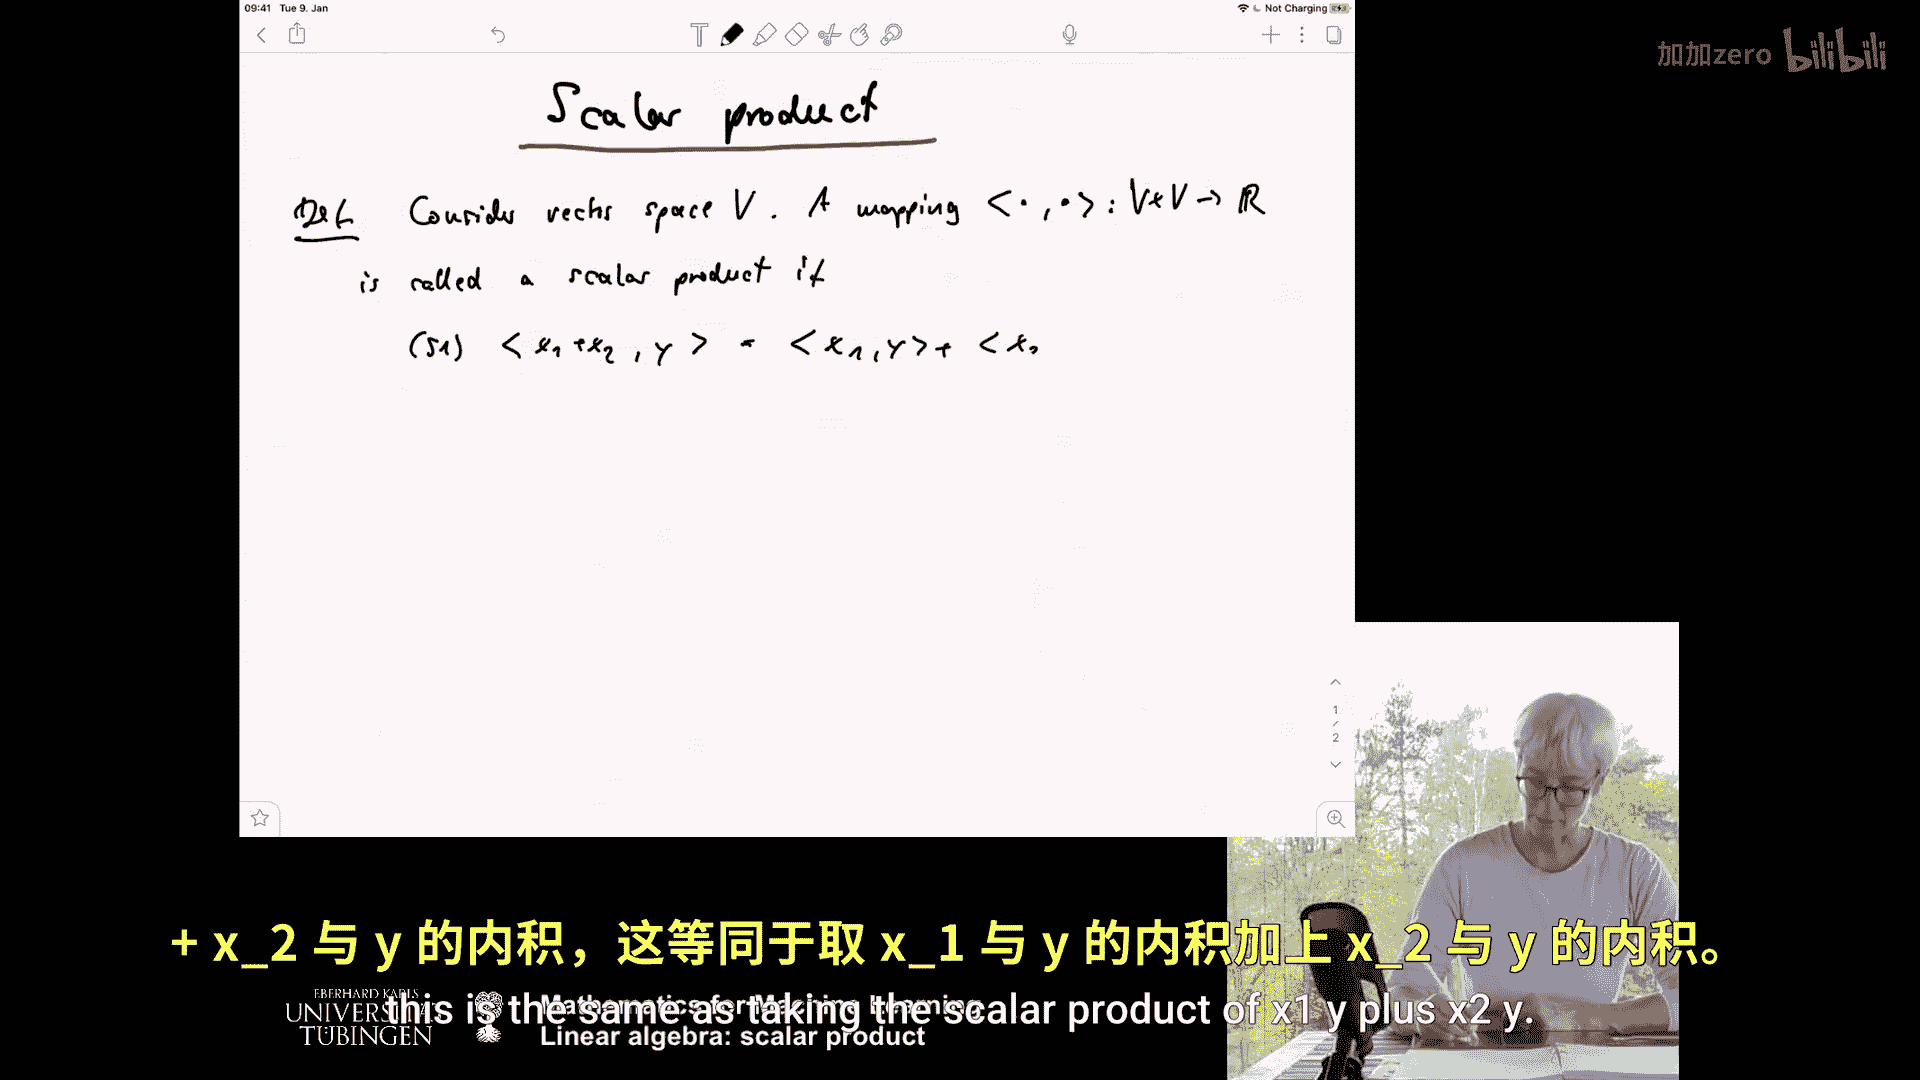 09:41 Tue 9. Jan
Not Charging
加加zero bilibili
Scalar product
Def Consider vector space V. A mapping <·,·>: V×V → ℝ
is called a scalar product if
(S1) <x₁+x₂, y> = <x₁,y> + <x₂
1
/
2
+ x_2 与 y 的内积，这等同于取 x_1 与 y 的内积加上 x_2 与 y 的内积。
this is the same as taking the scalar product of x1 y plus x2 y.
EBERHARD KARLS
UNIVERSITÄT
TÜBINGEN
Mathematics for Machine Learning
Linear algebra: scalar product